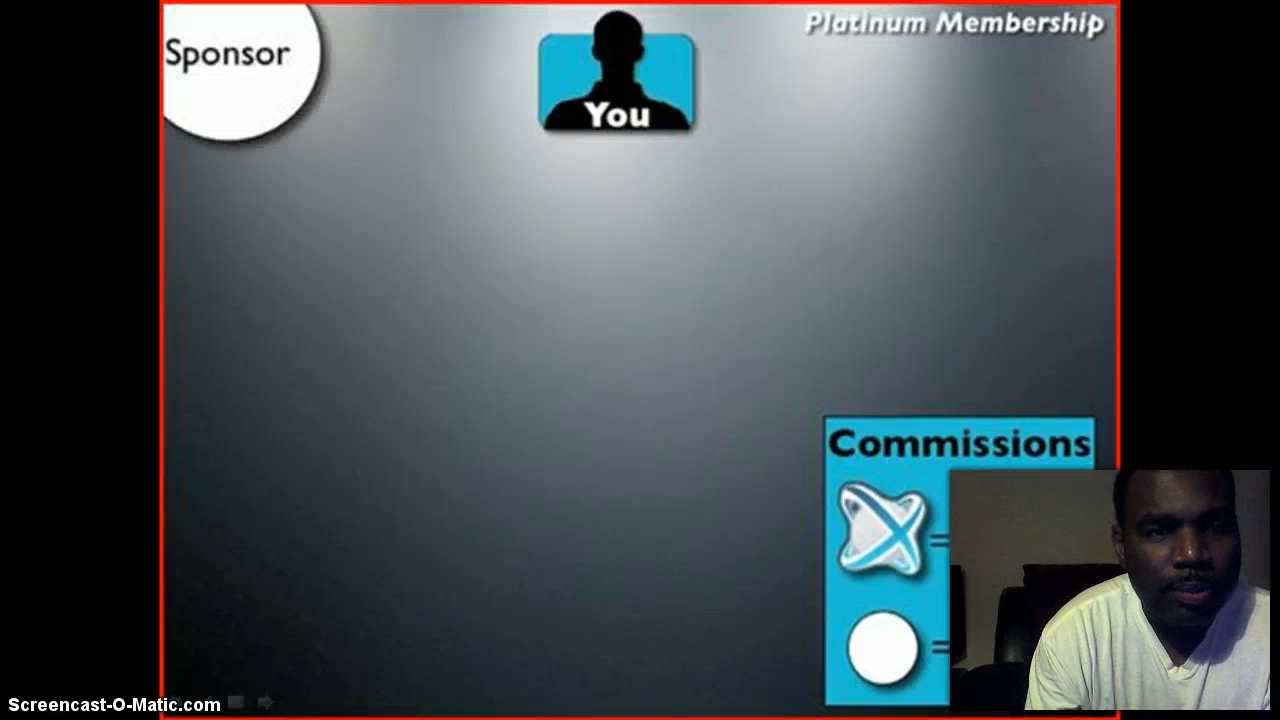 Sponsor
You
Platinum Membership
Commissions
=
=
Screencast-O-Matic.com